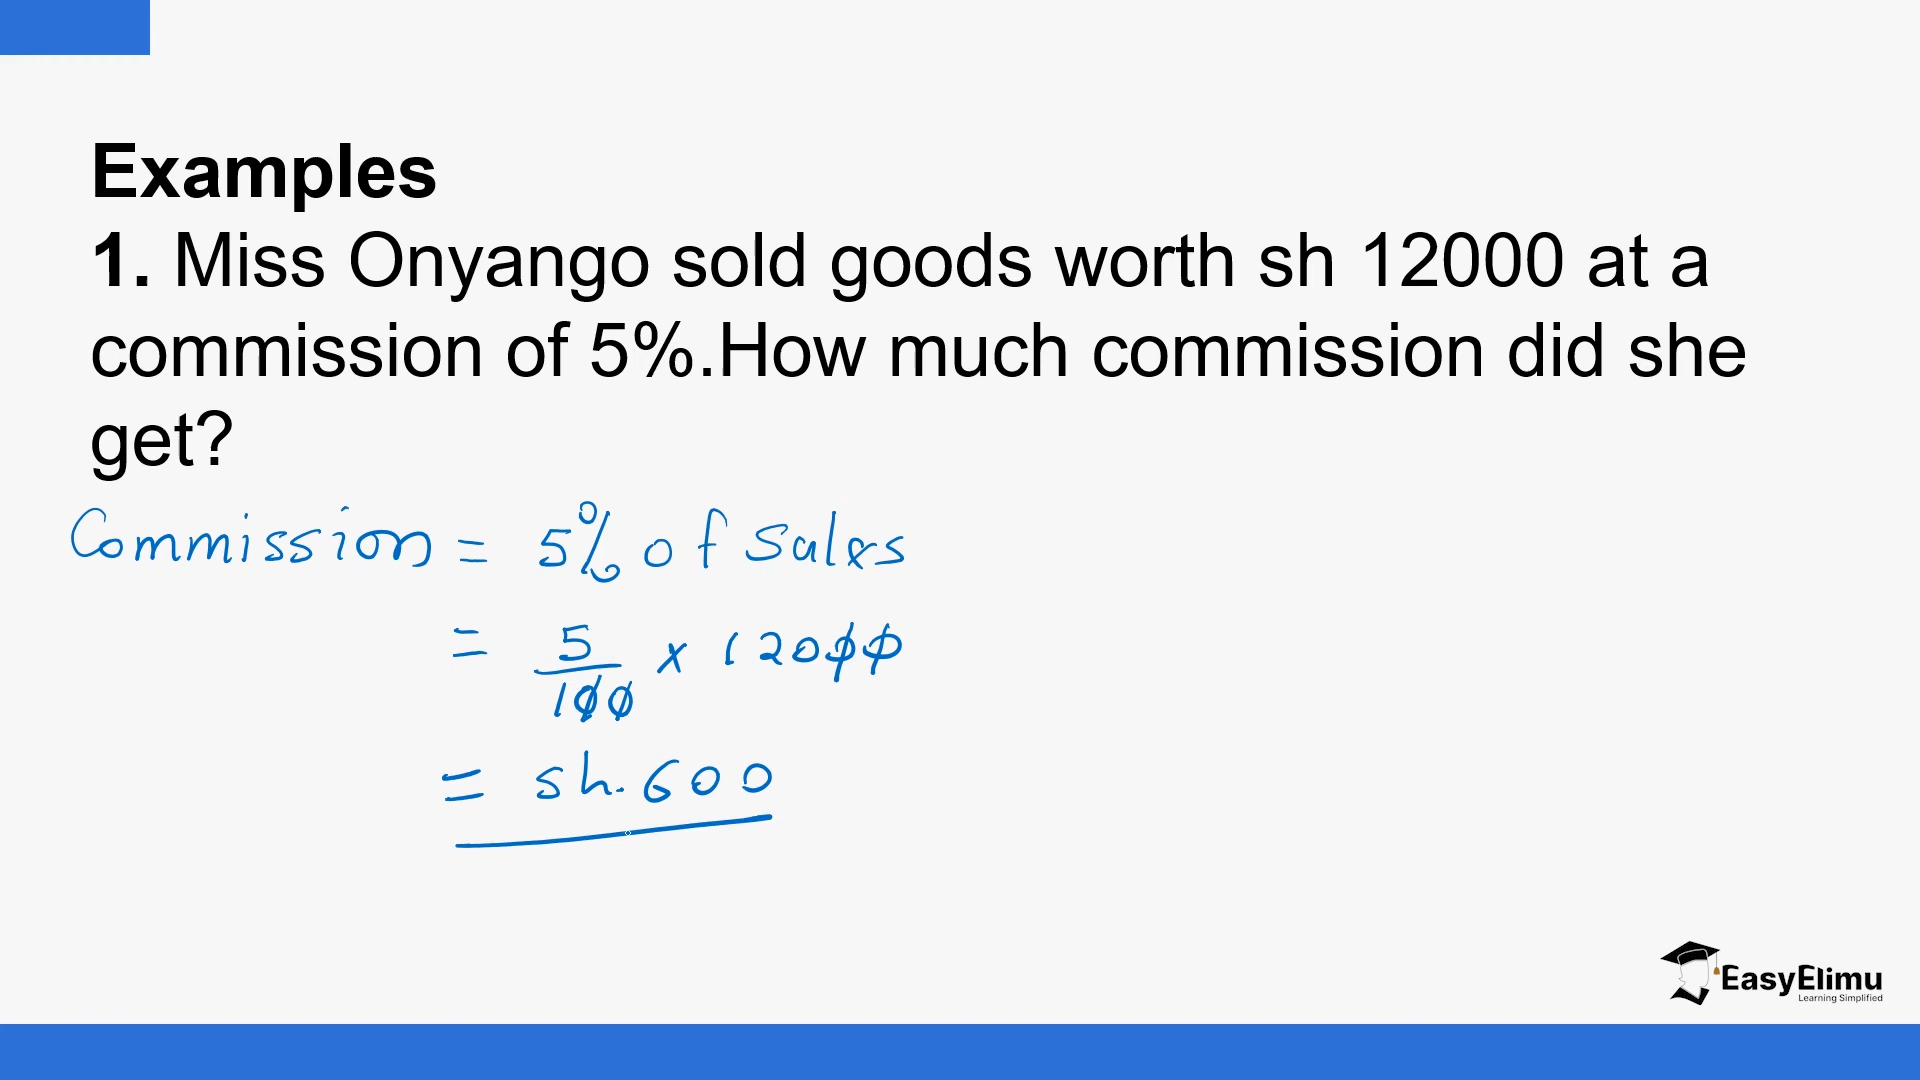 Examples
1. Miss Onyango sold goods worth sh 12000 at a
commission of 5%.How much commission did she
get?
Commission = 5% of Sales
= 5/100 x 12000
= sh.600
EasyElimu
Learning Simplified